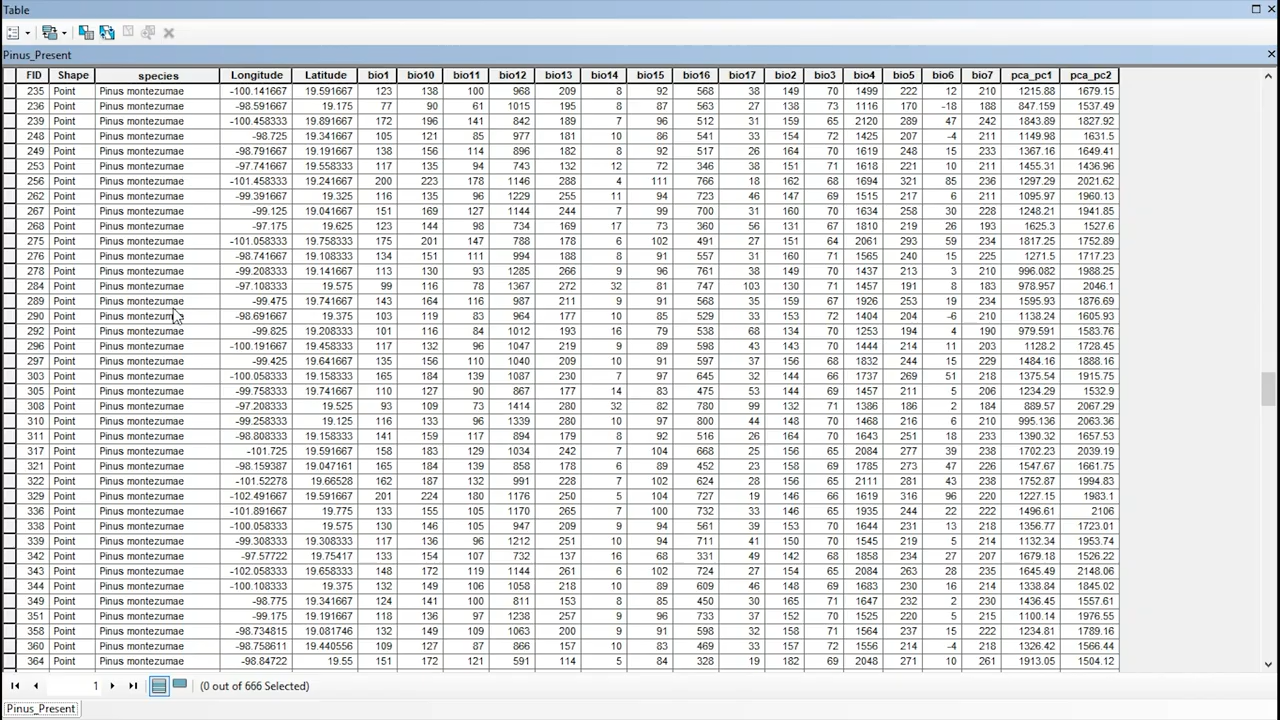 Table
Pinus_Present
FID Shape species Longitude Latitude bio1 bio10 bio11 bio12 bio13 bio14 bio15 bio16 bio17 bio2 bio3 bio4 bio5 bio6 bio7 pca_pc1 pca_pc2
235 Point Pinus montezumae -100.141667 19.591667 123 138 100 968 209 8 92 568 38 149 70 1499 222 12 210 1215.88 1679.15
236 Point Pinus montezumae -98.591667 19.175 77 90 61 1015 195 8 87 563 27 138 73 1116 170 -18 188 847.159 1537.49
239 Point Pinus montezumae -100.458333 19.891667 172 196 141 842 189 7 96 512 31 159 65 2120 289 47 242 1843.89 1827.92
248 Point Pinus montezumae -98.725 19.341667 105 121 85 977 181 10 86 541 33 154 72 1425 207 -4 211 1149.98 1631.5
249 Point Pinus montezumae -98.791667 19.191667 138 156 114 896 182 8 92 517 26 164 70 1619 248 15 233 1367.16 1649.41
253 Point Pinus montezumae -97.741667 19.558333 117 135 94 743 132 12 72 346 38 151 71 1618 221 10 211 1455.31 1436.96
256 Point Pinus montezumae -101.458333 19.241667 200 223 178 1146 288 4 111 766 18 162 68 1694 321 85 236 1297.29 2021.62
262 Point Pinus montezumae -99.391667 19.325 116 135 96 1229 255 11 94 723 46 147 69 1515 217 6 211 1095.97 1960.13
267 Point Pinus montezumae -99.125 19.041667 151 169 127 1144 244 7 99 700 31 160 70 1634 258 30 228 1248.21 1941.85
268 Point Pinus montezumae -97.175 19.625 123 144 98 734 169 17 73 360 56 131 67 1810 219 26 193 1625.3 1527.6
275 Point Pinus montezumae -101.058333 19.758333 175 201 147 788 178 6 102 491 27 151 64 2061 293 59 234 1817.25 1752.89
276 Point Pinus montezumae -98.741667 19.108333 134 151 111 994 188 8 91 557 31 160 71 1565 240 15 225 1271.5 1717.23
278 Point Pinus montezumae -99.208333 19.141667 113 130 93 1285 266 9 96 761 38 149 70 1437 213 3 210 996.082 1988.25
284 Point Pinus montezumae -97.108333 19.575 99 116 78 1367 272 32 81 747 103 130 71 1457 191 8 183 978.957 2046.1
289 Point Pinus montezumae -99.475 19.741667 143 164 116 987 211 9 91 568 35 159 67 1926 253 19 234 1595.93 1876.69
290 Point Pinus montezumae -98.691667 19.375 103 119 83 964 177 10 85 529 33 153 72 1404 204 -6 210 1138.24 1605.93
292 Point Pinus montezumae -99.825 19.208333 101 116 84 1012 193 16 79 538 68 134 70 1253 194 4 190 979.591 1583.76
296 Point Pinus montezumae -100.191667 19.458333 117 132 96 1047 219 9 89 598 43 143 70 1444 214 11 203 1128.2 1728.45
297 Point Pinus montezumae -99.425 19.641667 135 156 110 1040 209 10 91 597 37 156 68 1832 244 15 229 1484.16 1888.16
303 Point Pinus montezumae -100.058333 19.158333 165 184 139 1087 230 7 97 645 32 144 66 1737 269 51 218 1375.54 1915.75
305 Point Pinus montezumae -99.758333 19.741667 110 127 90 867 177 14 83 475 53 144 69 1457 211 5 206 1234.29 1532.9
308 Point Pinus montezumae -97.208333 19.525 93 109 73 1414 280 32 82 780 99 132 71 1386 186 2 184 889.57 2067.29
310 Point Pinus montezumae -99.258333 19.125 116 133 96 1339 280 10 97 800 44 148 70 1468 216 6 210 995.136 2063.36
311 Point Pinus montezumae -98.808333 19.158333 141 159 117 894 179 8 92 516 26 164 70 1643 251 18 233 1390.32 1657.53
317 Point Pinus montezumae -101.725 19.591667 158 183 129 1034 242 7 104 668 25 156 65 2084 277 39 238 1702.23 2039.19
321 Point Pinus montezumae -98.159387 19.047161 165 184 139 858 178 6 89 452 23 158 69 1785 273 47 226 1547.67 1661.75
322 Point Pinus montezumae -101.52278 19.66528 162 187 132 991 228 7 102 624 28 156 65 2111 281 43 238 1752.87 1994.83
329 Point Pinus montezumae -102.491667 19.591667 201 224 180 1176 250 5 104 727 19 146 66 1619 316 96 220 1227.15 1983.1
336 Point Pinus montezumae -101.891667 19.775 133 155 105 1170 265 7 100 732 33 146 65 1935 244 22 222 1496.61 2106
338 Point Pinus montezumae -100.058333 19.575 130 146 105 947 209 9 94 561 39 153 70 1644 231 13 218 1356.77 1723.01
339 Point Pinus montezumae -99.308333 19.308333 117 136 96 1212 251 10 94 711 41 150 70 1545 219 5 214 1132.34 1953.74
342 Point Pinus montezumae -97.57722 19.75417 133 154 107 732 137 16 68 331 49 142 68 1858 234 27 207 1679.18 1526.22
343 Point Pinus montezumae -102.058333 19.658333 148 172 119 1144 261 6 102 724 27 154 65 2084 263 28 235 1645.49 2148.06
344 Point Pinus montezumae -100.108333 19.375 132 149 106 1058 218 10 89 609 46 148 69 1683 230 16 214 1338.84 1845.02
349 Point Pinus montezumae -98.775 19.341667 124 141 100 811 153 8 85 450 30 165 71 1647 232 2 230 1436.45 1557.61
351 Point Pinus montezumae -99.175 19.191667 118 136 97 1238 257 9 96 733 37 152 70 1525 220 5 215 1100.14 1976.55
358 Point Pinus montezumae -98.734815 19.081746 132 149 109 1063 200 9 91 598 32 158 71 1564 237 15 222 1234.81 1789.16
360 Point Pinus montezumae -98.758611 19.440556 109 127 87 866 157 10 83 469 33 157 72 1556 214 -4 218 1326.42 1566.44
364 Point Pinus montezumae -98.84722 19.55 151 172 121 591 114 5 84 328 19 182 69 2048 271 10 261 1913.05 1504.12
1 (0 out of 666 Selected)
Pinus_Present